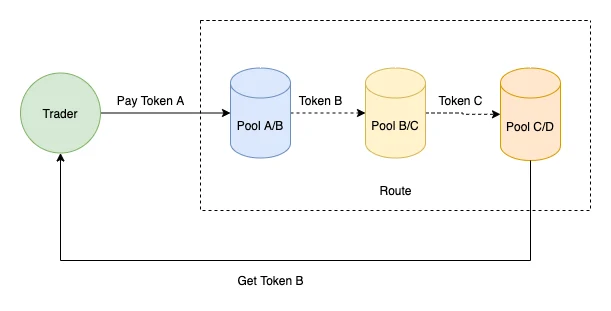 Trader
Pay Token A
Pool A/B
Token B
Pool B/C
Token C
Pool C/D
Route
Get Token B